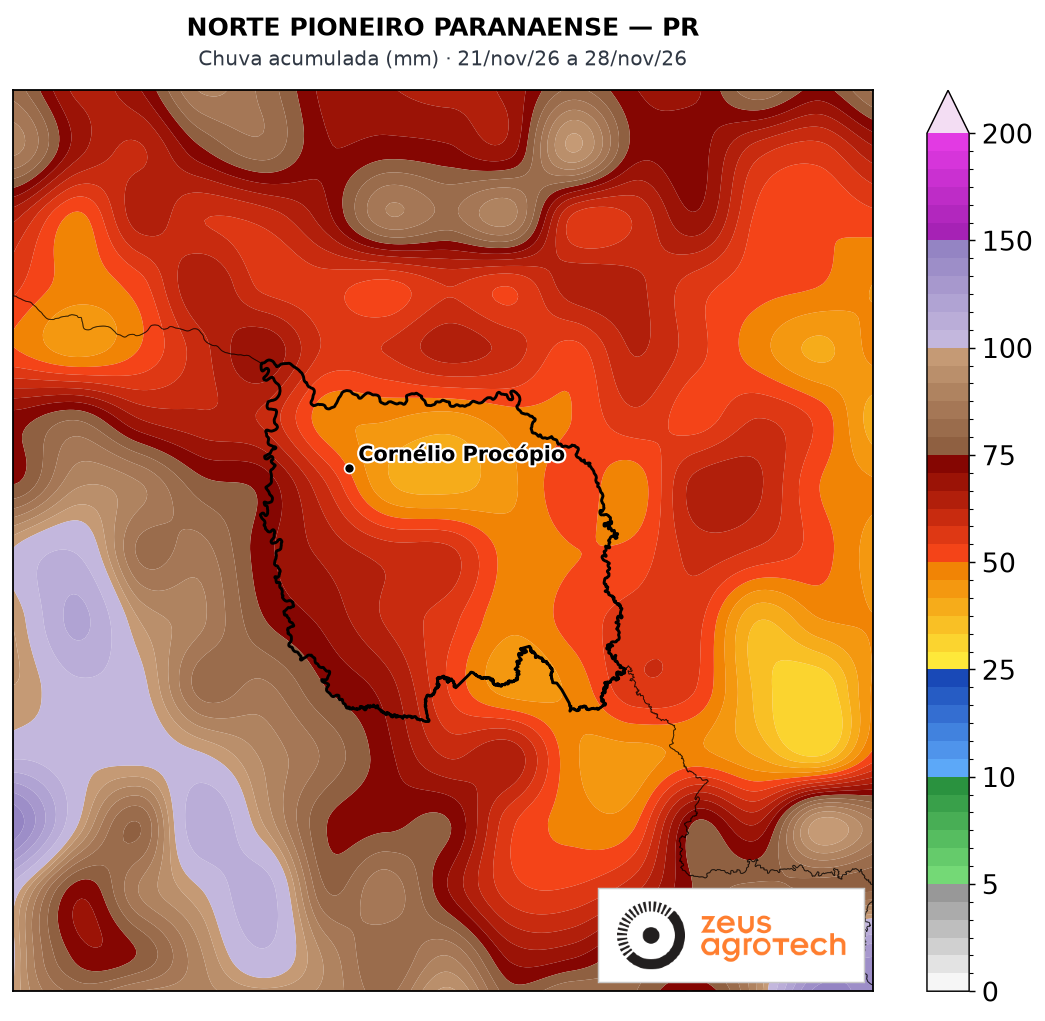 NORTE PIONEIRO PARANAENSE — PR
Chuva acumulada (mm) · 21/nov/26 a 28/nov/26
200
150
100
75
50
25
10
5
0
Cornélio Procópio
zeus
agrotech